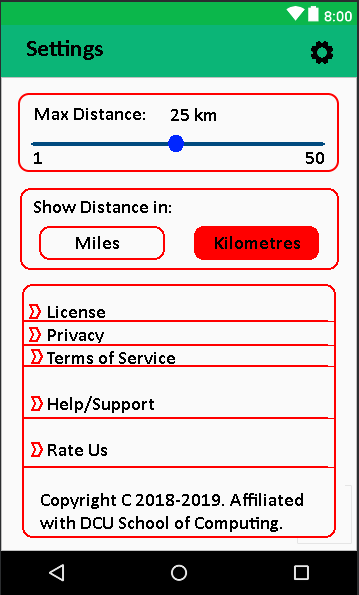 8:00
Settings
Max Distance: 25 km
1 50
Show Distance in:
Miles Kilometres
License
Privacy
Terms of Service
Help/Support
Rate Us
Copyright C 2018-2019. Affiliated
with DCU School of Computing.